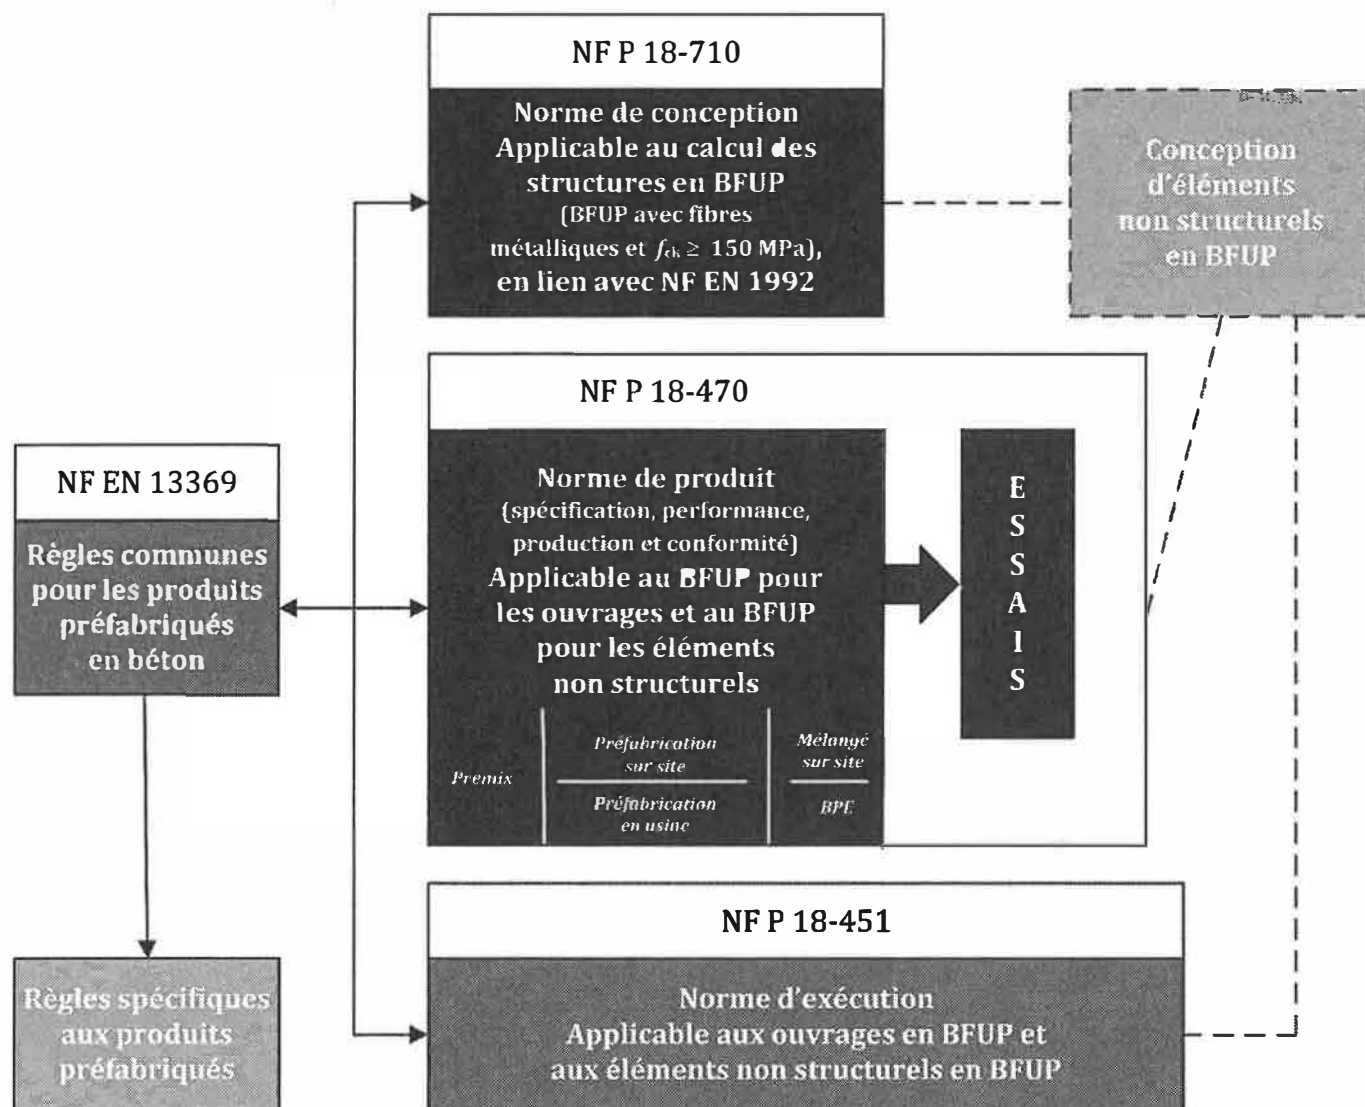 NF P 18-710
Norme de conception
Applicable au calcul des
structures en BFUP
(BFUP avec fibres
métalliques et fck ≥ 150 MPa),
en lien avec NF EN 1992
Conception
d'éléments
non structurels
en BFUP
NF P 18-470
Norme de produit
(spécification, performance,
production et conformité)
Applicable au BFUP pour
les ouvrages et au BFUP
pour les éléments
non structurels
Premix
Préfabrication
sur site
Préfabrication
en usine
Mélangé
sur site
BPE
E
S
S
A
I
S
NF EN 13369
Règles communes
pour les produits
préfabriqués
en béton
Règles spécifiques
aux produits
préfabriqués
NF P 18-451
Norme d'exécution
Applicable aux ouvrages en BFUP et
aux éléments non structurels en BFUP